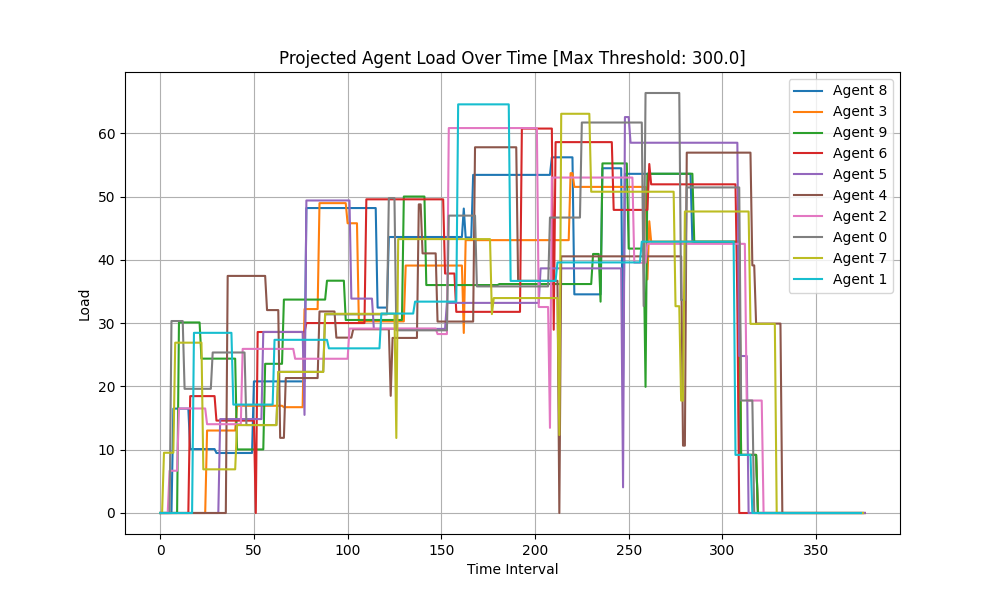 Projected Agent Load Over Time [Max Threshold: 300.0]
Load
60
50
40
30
20
10
0
0 50 100 150 200 250 300 350
Time Interval
Agent 8
Agent 3
Agent 9
Agent 6
Agent 5
Agent 4
Agent 2
Agent 0
Agent 7
Agent 1